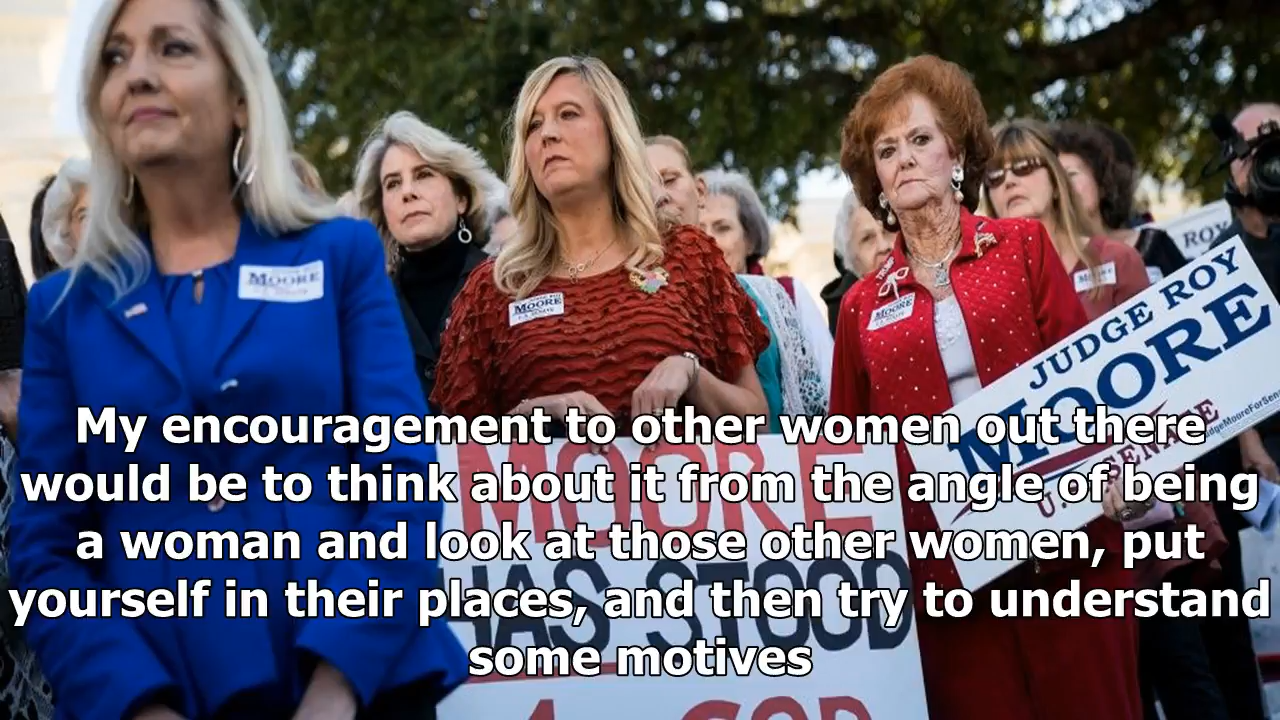 MOORE
MOORE
U.S. SENATE
MOORE
MOORE
ROY
JUDGE ROY
MOORE
U.S. SENATE
MOORE
HAS STOOD
GOD
My encouragement to other women out there
would be to think about it from the angle of being
a woman and look at those other women, put
yourself in their places, and then try to understand
some motives